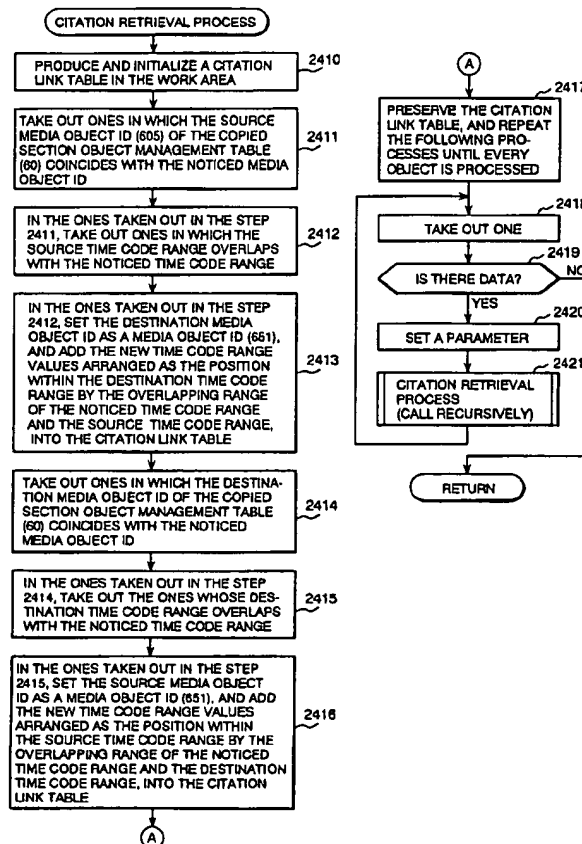 CITATION RETRIEVAL PROCESS
2410
PRODUCE AND INITIALIZE A CITATION
LINK TABLE IN THE WORK AREA
2411
TAKE OUT ONES IN WHICH THE SOURCE
MEDIA OBJECT ID (605) OF THE COPIED
SECTION OBJECT MANAGEMENT TABLE
(60) COINCIDES WITH THE NOTICED MEDIA
OBJECT ID
2412
IN THE ONES TAKEN OUT IN THE STEP
2411, TAKE OUT ONES IN WHICH THE
SOURCE TIME CODE RANGE OVERLAPS
WITH THE NOTICED TIME CODE RANGE
2413
IN THE ONES TAKEN OUT IN THE STEP
2412, SET THE DESTINATION MEDIA
OBJECT ID AS A MEDIA OBJECT ID (651),
AND ADD THE NEW TIME CODE RANGE
VALUES ARRANGED AS THE POSITION
WITHIN THE DESTINATION TIME CODE
RANGE BY THE OVERLAPPING RANGE
OF THE NOTICED TIME CODE RANGE
AND THE SOURCE TIME CODE RANGE,
INTO THE CITATION LINK TABLE
2414
TAKE OUT ONES IN WHICH THE DESTINA-
TION MEDIA OBJECT ID OF THE COPIED
SECTION OBJECT MANAGEMENT TABLE
(60) COINCIDES WITH THE NOTICED
MEDIA OBJECT ID
2415
IN THE ONES TAKEN OUT IN THE STEP
2414, TAKE OUT THE ONES WHOSE DES-
TINATION TIME CODE RANGE OVERLAPS
WITH THE NOTICED TIME CODE RANGE
2416
IN THE ONES TAKEN OUT IN THE STEP
2415, SET THE SOURCE MEDIA OBJECT
ID AS A MEDIA OBJECT ID (651), AND ADD
THE NEW TIME CODE RANGE VALUES
ARRANGED AS THE POSITION WITHIN
THE SOURCE TIME CODE RANGE BY THE
OVERLAPPING RANGE OF THE NOTICED
TIME CODE RANGE AND THE DESTINATION
TIME CODE RANGE, INTO THE CITATION
LINK TABLE
A
A
2417
PRESERVE THE CITATION
LINK TABLE, AND REPEAT
THE FOLLOWING PRO-
CESSES UNTIL EVERY
OBJECT IS PROCESSED
2418
TAKE OUT ONE
2419
IS THERE DATA?
NO
YES
2420
SET A PARAMETER
2421
CITATION RETRIEVAL
PROCESS
(CALL RECURSIVELY)
RETURN